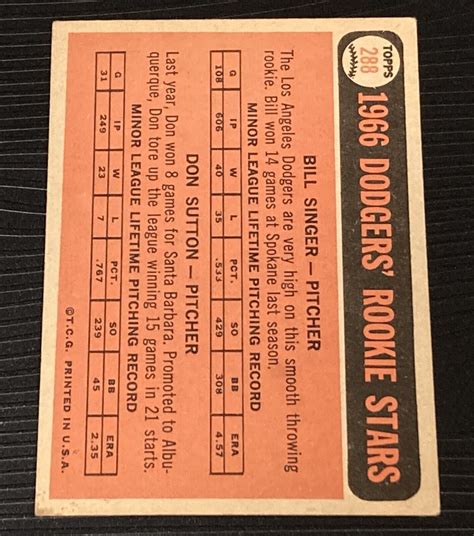 TOPPS
288
1966 DODGERS' ROOKIE STARS
BILL SINGER — PITCHER
The Los Angeles Dodgers are very high on this smooth throwing
rookie. Bill won 14 games at Spokane last season.
MINOR LEAGUE LIFETIME PITCHING RECORD
G IP W L PCT. SO BB ERA
108 606 40 35 .533 429 308 4.57
DON SUTTON — PITCHER
Last year, Don won 8 games for Santa Barbara. Promoted to Albu-
querque, Don tore up the league winning 15 games in 21 starts.
MINOR LEAGUE LIFETIME PITCHING RECORD
G IP W L PCT. SO BB ERA
31 249 23 7 .767 239 45 2.35
©T.C.G. PRINTED IN U.S.A.